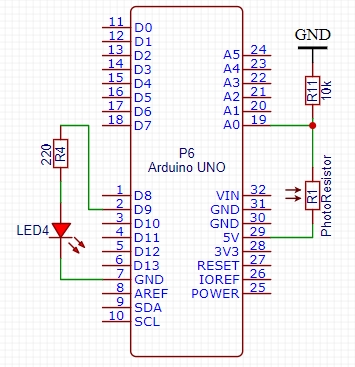 GND
11 D0
12 D1
13 D2
14 D3
15 D4
16 D5
17 D6
18 D7
A5 24
A4 23
A3 22
A2 21
A1 20
A0 19
R11
10k
220
R4
P6
Arduino UNO
1 D8
2 D9
3 D10
4 D11
5 D12
6 D13
7 GND
8 AREF
9 SDA
10 SCL
VIN 32
GND 31
GND 30
5V 29
3V3 28
RESET 27
IOREF 26
POWER 25
R1
PhotoResistor
LED4